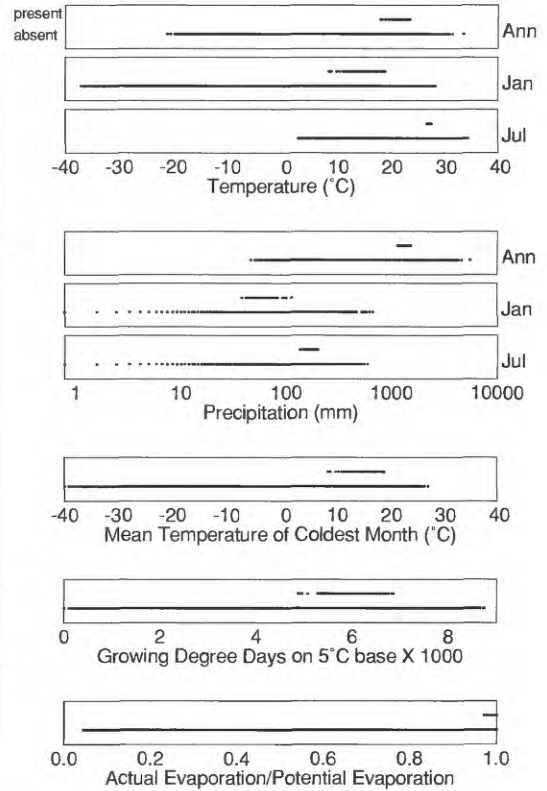 present
absent
Ann
Jan
Jul
-40 -30 -20 -10 0 10 20 30 40
Temperature (˚C)
Ann
Jan
Jul
1 10 100 1000 10000
Precipitation (mm)
-40 -30 -20 -10 0 10 20 30 40
Mean Temperature of Coldest Month (˚C)
0 2 4 6 8
Growing Degree Days on 5˚C base X 1000
0.0 0.2 0.4 0.6 0.8 1.0
Actual Evaporation/Potential Evaporation